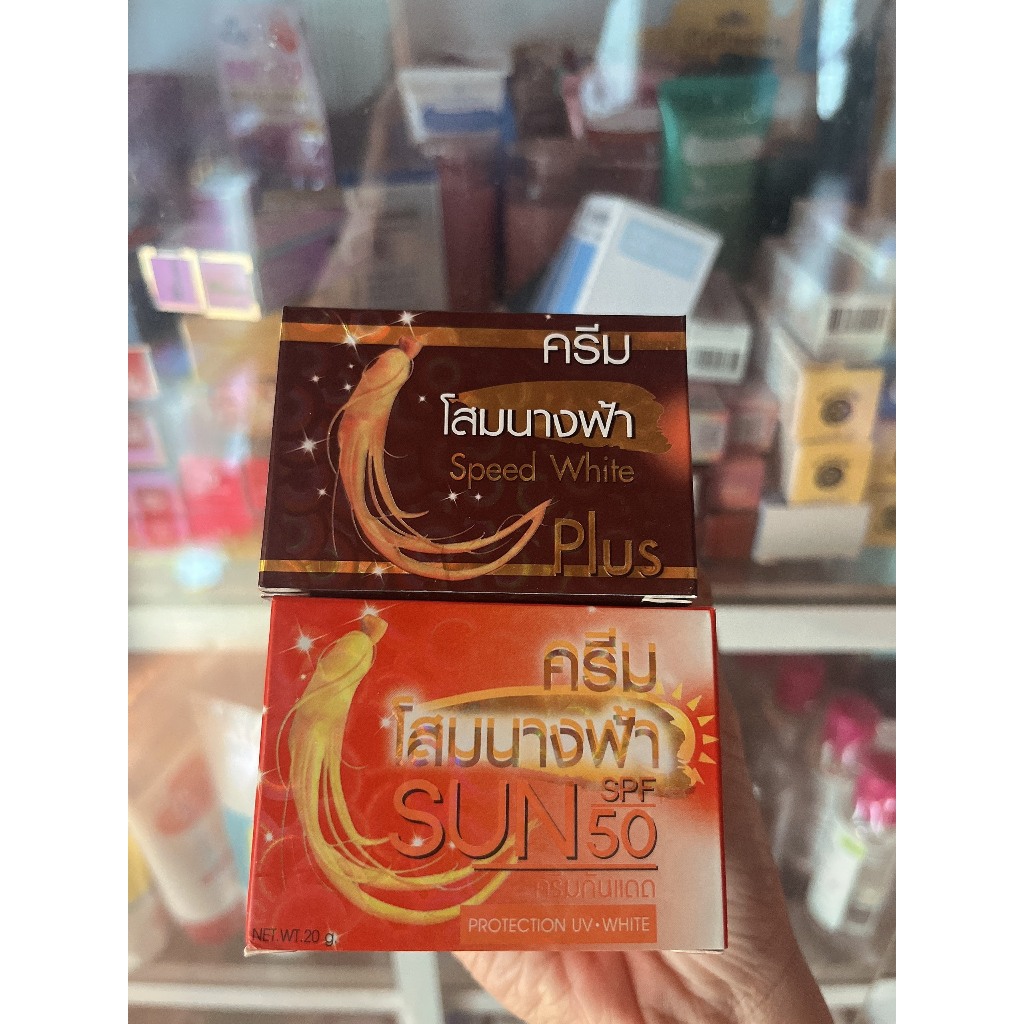 ครีม
โสมนางฟ้า
Speed White
Plus
ครีม
โสมนางฟ้า
SUN SPF 50
ครีมกันแดด
PROTECTION UV • WHITE
NET.WT.20 g